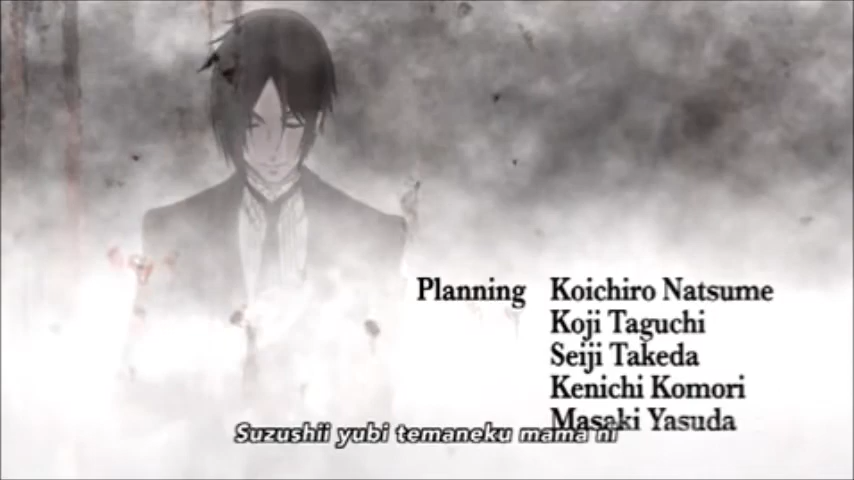 Planning Koichiro Natsume
Koji Taguchi
Seiji Takeda
Kenichi Komori
Masaki Yasuda
Suzushii yubi temaneku mama ni